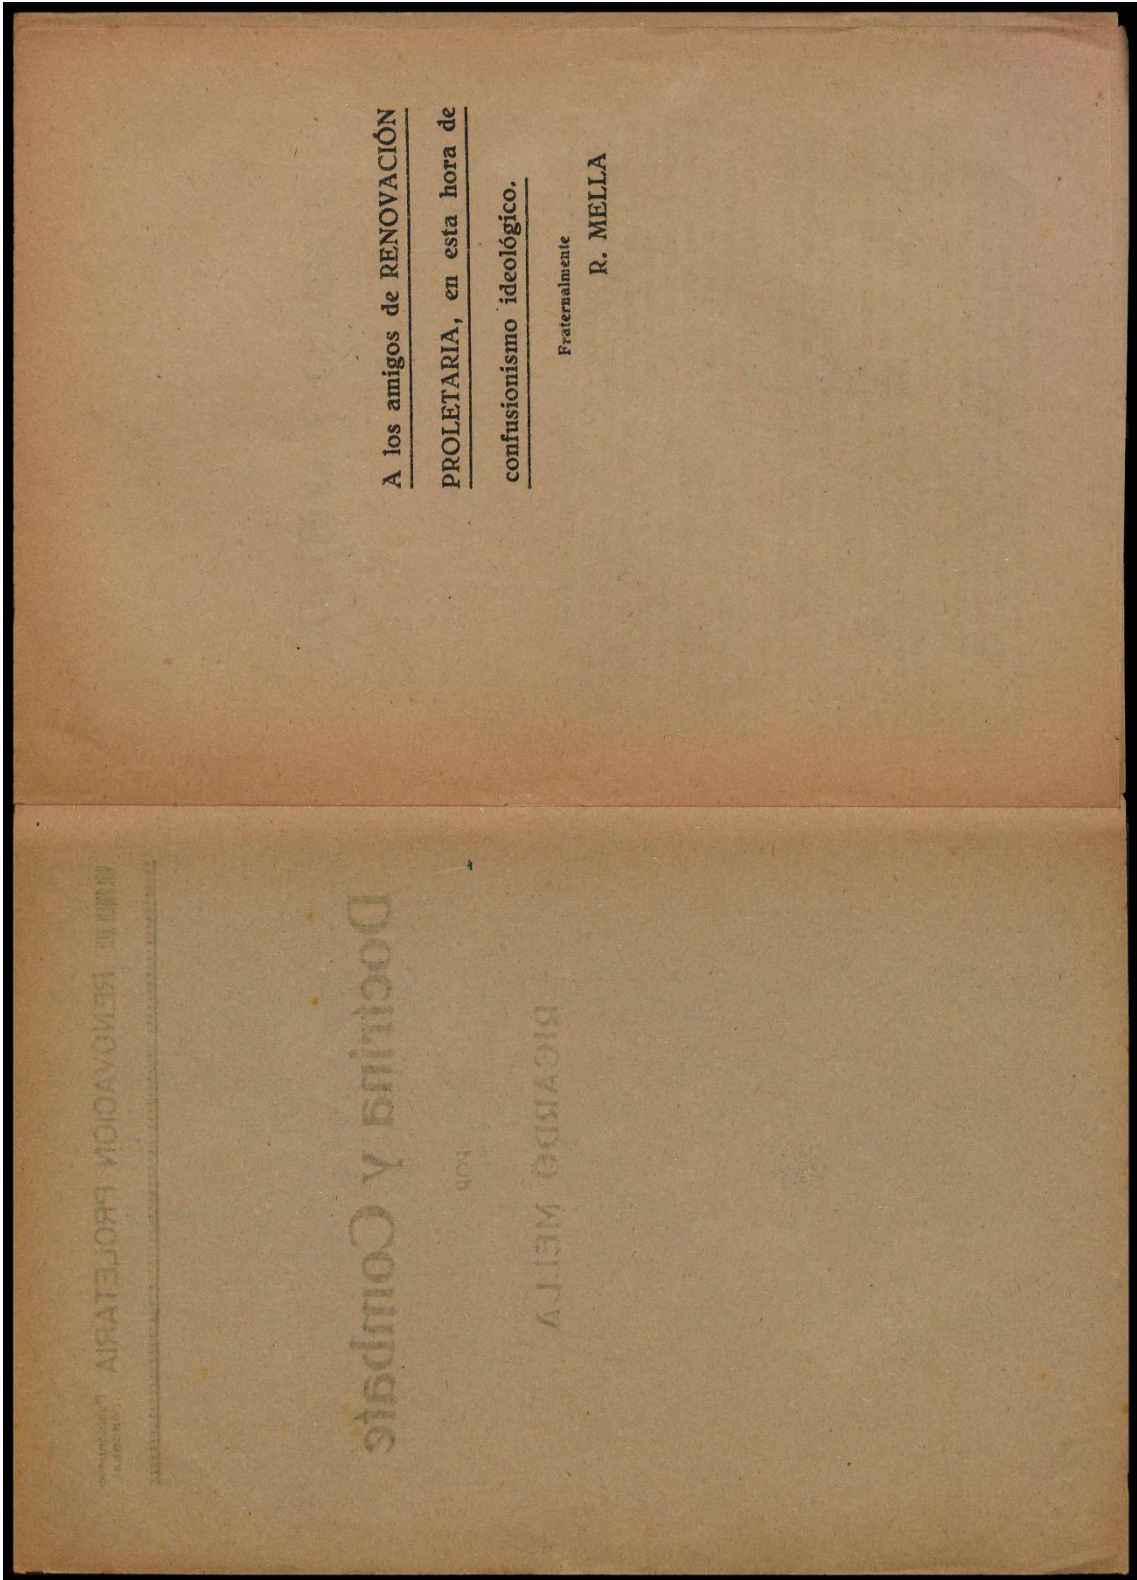 A los amigos de RENOVACIÓN
PROLETARIA, en esta hora de
confusionismo ideológico.
Fraternalmente
R. MELLA
RENOVACION PROLETARIA
Doctrina y Combate
POR
RICARDO MELLA